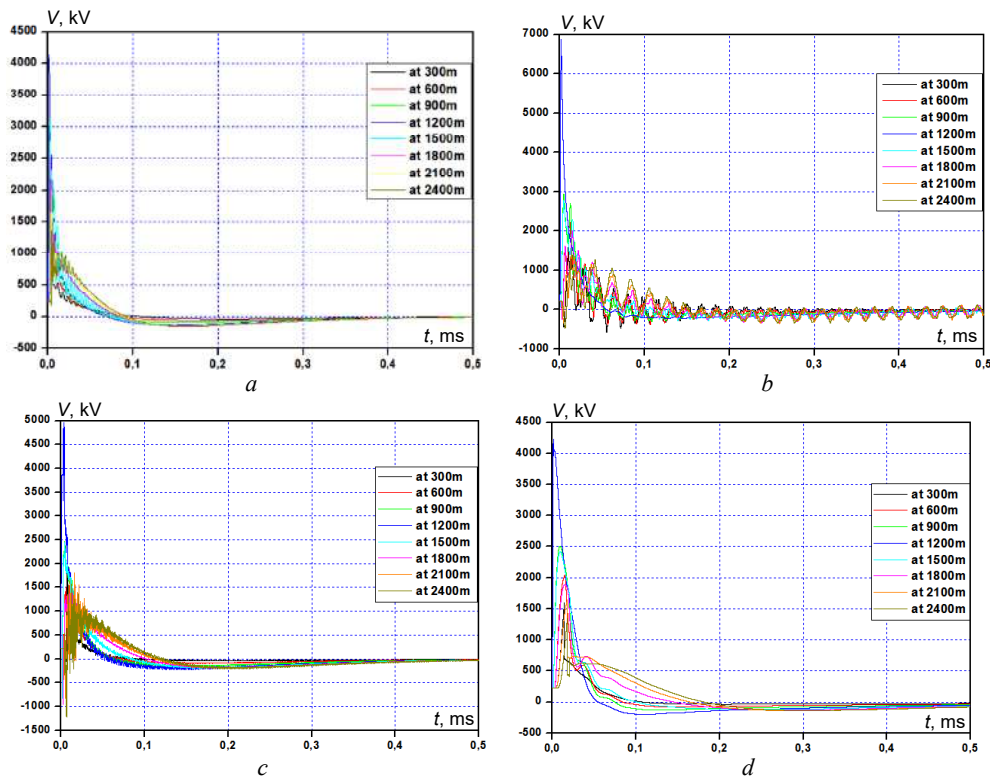 V, kV
4500
4000
3500
3000
2500
2000
1500
1000
500
0
-500
at 300m
at 600m
at 900m
at 1200m
at 1500m
at 1800m
at 2100m
at 2400m
t, ms
0,0 0,1 0,2 0,3 0,4 0,5
a
V, kV
7000
6000
5000
4000
3000
2000
1000
0
-1000
at 300m
at 600m
at 900m
at 1200m
at 1500m
at 1800m
at 2100m
at 2400m
t, ms
0,0 0,1 0,2 0,3 0,4 0,5
b
V, kV
5000
4500
4000
3500
3000
2500
2000
1500
1000
500
0
-500
-1000
1500
at 300m
at 600m
at 900m
at 1200m
at 1500m
at 1800m
at 2100m
at 2400m
t, ms
0,0 0,1 0,2 0,3 0,4 0,5
c
V, kV
4500
4000
3500
3000
2500
2000
1500
1000
500
0
-500
at 300m
at 600m
at 900m
at 1200m
at 1500m
at 1800m
at 2100m
at 2400m
t, ms
0,0 0,1 0,2 0,3 0,4 0,5
d